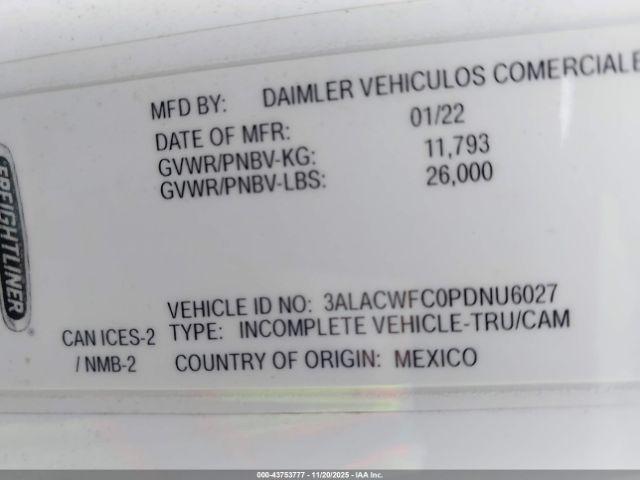 MFD BY: DAIMLER VEHICULOS COMERCIALE
DATE OF MFR: 01/22
GVWR/PNBV-KG: 11,793
GVWR/PNBV-LBS: 26,000
FREIGHTLINER
VEHICLE ID NO: 3ALACWFC0PDNU6027
CAN ICES-2 TYPE: INCOMPLETE VEHICLE-TRU/CAM
/ NMB-2 COUNTRY OF ORIGIN: MEXICO
000-43753777 - 11/20/2025 - IAA, Inc.